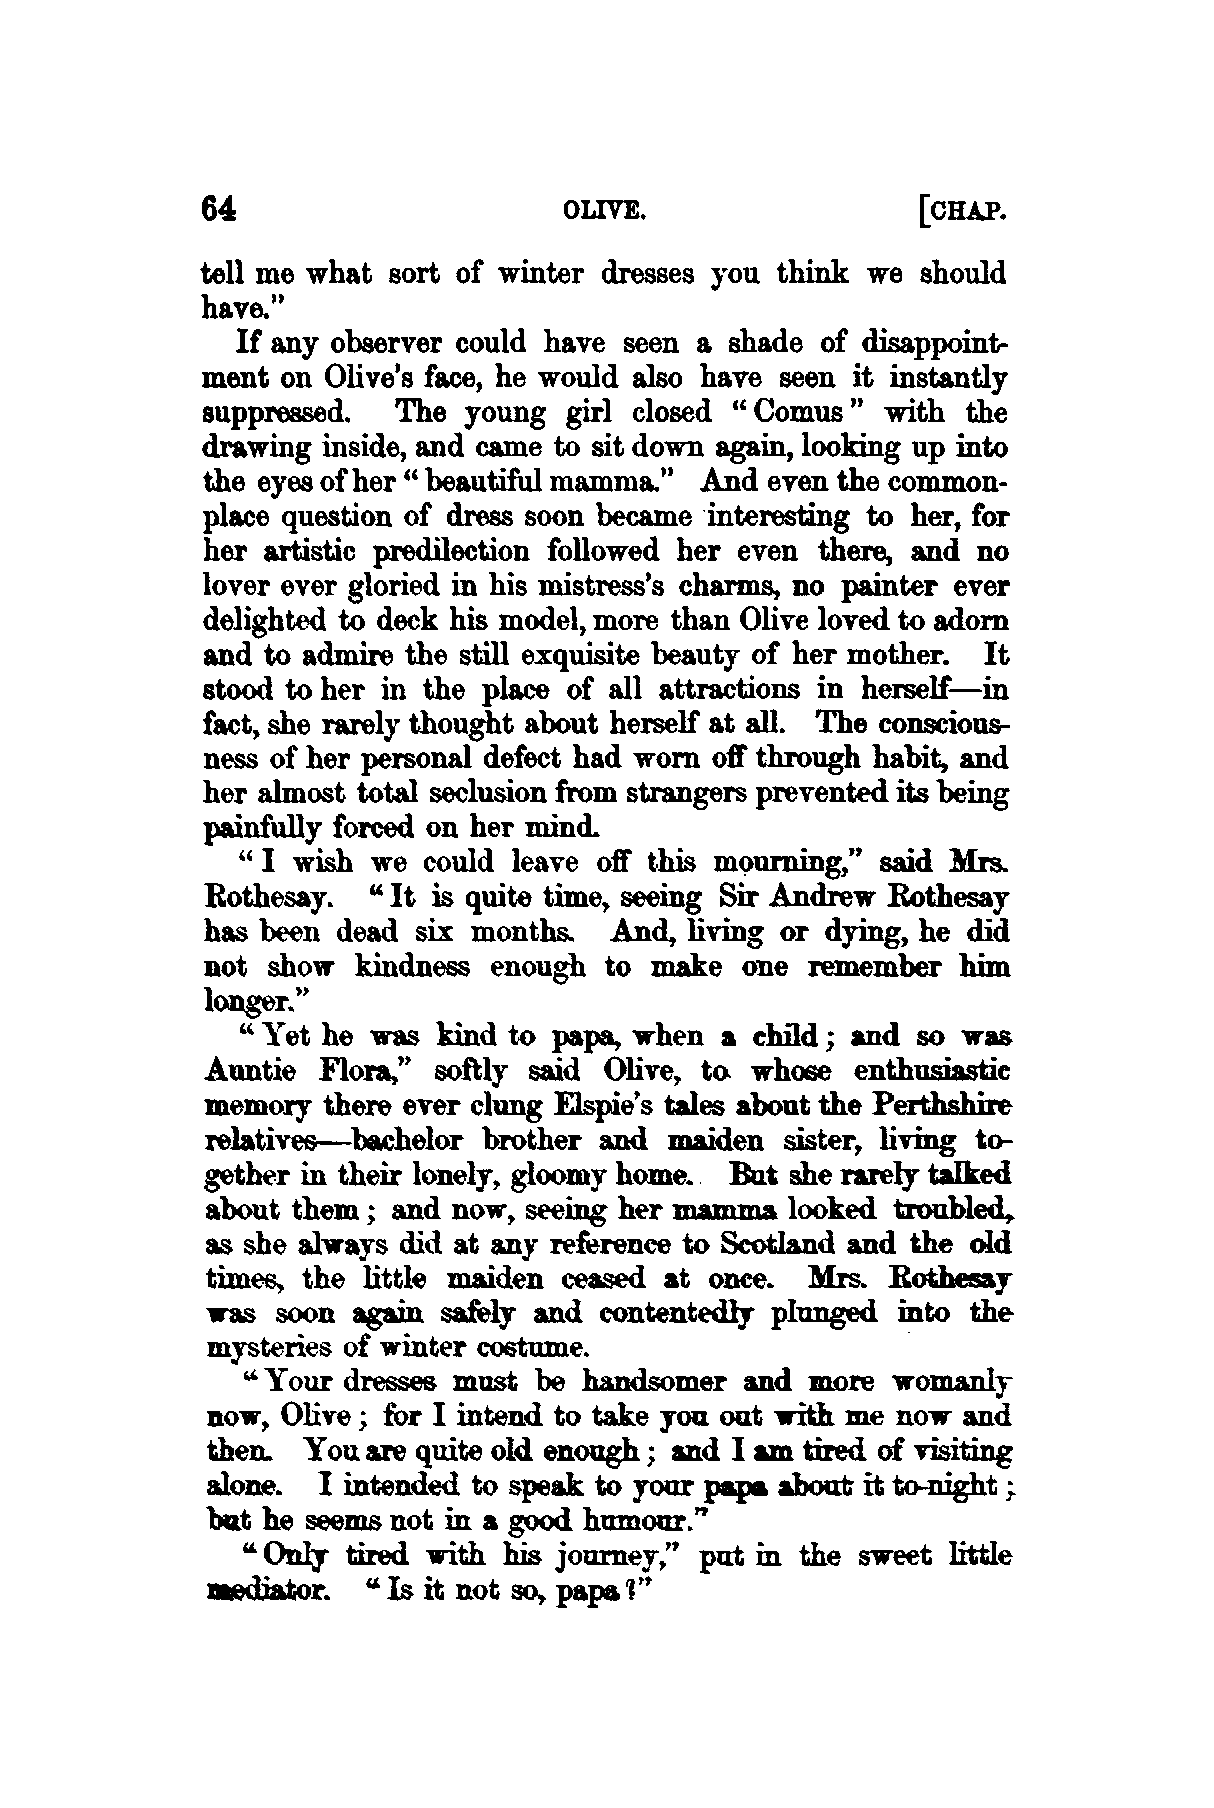 64 OLIVE. [CHAP.
tell me what sort of winter dresses you think we should
have."
If any observer could have seen a shade of disappoint-
ment on Olive's face, he would also have seen it instantly
suppressed. The young girl closed "Comus" with the
drawing inside, and came to sit down again, looking up into
the eyes of her "beautiful mamma." And even the common-
place question of dress soon became interesting to her, for
her artistic predilection followed her even there, and no
lover ever gloried in his mistress's charms, no painter ever
delighted to deck his model, more than Olive loved to adorn
and to admire the still exquisite beauty of her mother. It
stood to her in the place of all attractions in herself—in
fact, she rarely thought about herself at all. The conscious-
ness of her personal defect had worn off through habit, and
her almost total seclusion from strangers prevented its being
painfully forced on her mind.
"I wish we could leave off this mourning," said Mrs.
Rothesay. "It is quite time, seeing Sir Andrew Rothesay
has been dead six months. And, living or dying, he did
not show kindness enough to make one remember him
longer."
"Yet he was kind to papa, when a child; and so was
Auntie Flora," softly said Olive, to whose enthusiastic
memory there ever clung Elspie's tales about the Perthshire
relatives—bachelor brother and maiden sister, living to-
gether in their lonely, gloomy home. But she rarely talked
about them; and now, seeing her mamma looked troubled,
as she always did at any reference to Scotland and the old
times, the little maiden ceased at once. Mrs. Rothesay
was soon again safely and contentedly plunged into the
mysteries of winter costume.
"Your dresses must be handsomer and more womanly
now, Olive; for I intend to take you out with me now and
then. You are quite old enough; and I am tired of visiting
alone. I intended to speak to your papa about it to-night;
but he seems not in a good humour."
"Only tired with his journey," put in the sweet little
mediator. "Is it not so, papa?"